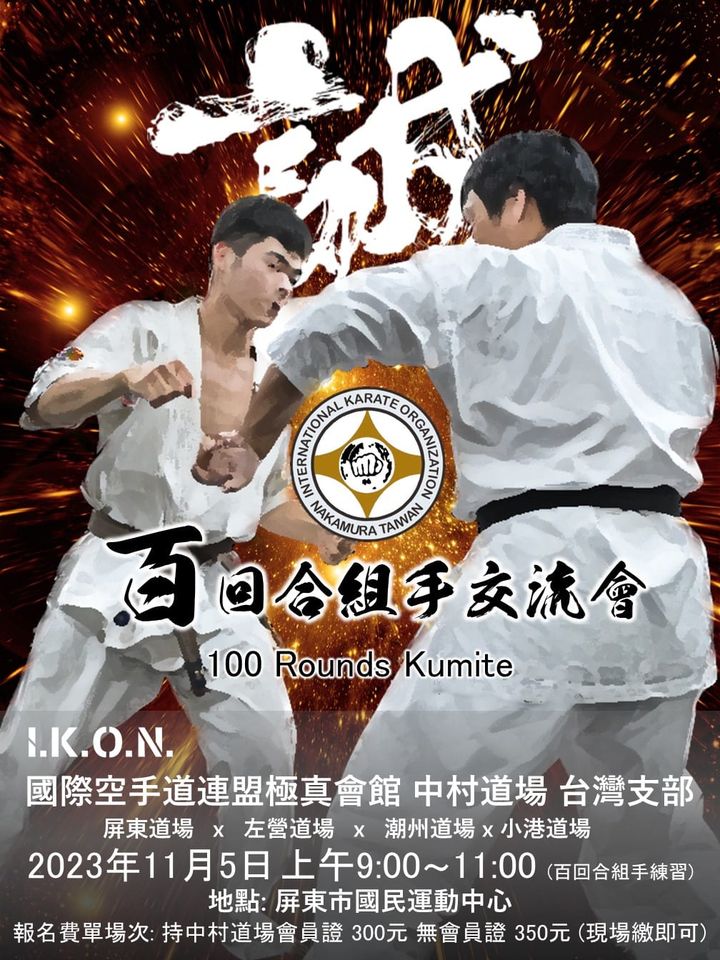 誠
INTERNATIONAL KARATE ORGANIZATION
NAKAMURA TAIWAN
百回合組手交流會
100 Rounds Kumite
I.K.O.N.
國際空手道連盟極真會館 中村道場 台灣支部
屏東道場 x 左營道場 x 潮州道場 x 小港道場
2023年11月5日 上午9:00~11:00 (百回合組手練習)
地點: 屏東市國民運動中心
報名費單場次: 持中村道場會員證 300元 無會員證 350元 (現場繳即可)